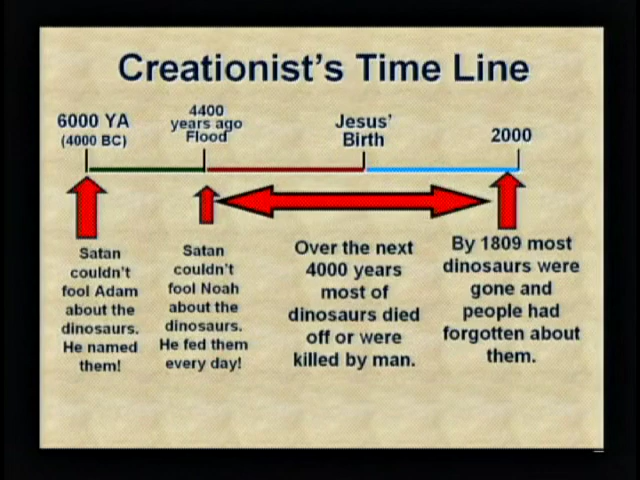 Creationist's Time Line
6000 YA
(4000 BC)
4400
years ago
Flood
Jesus'
Birth
2000
Satan
couldn't
fool Adam
about the
dinosaurs.
He named
them!
Satan
couldn't
fool Noah
about the
dinosaurs.
He fed them
every day!
Over the next
4000 years
most of
dinosaurs died
off or were
killed by man.
By 1809 most
dinosaurs were
gone and
people had
forgotten about
them.